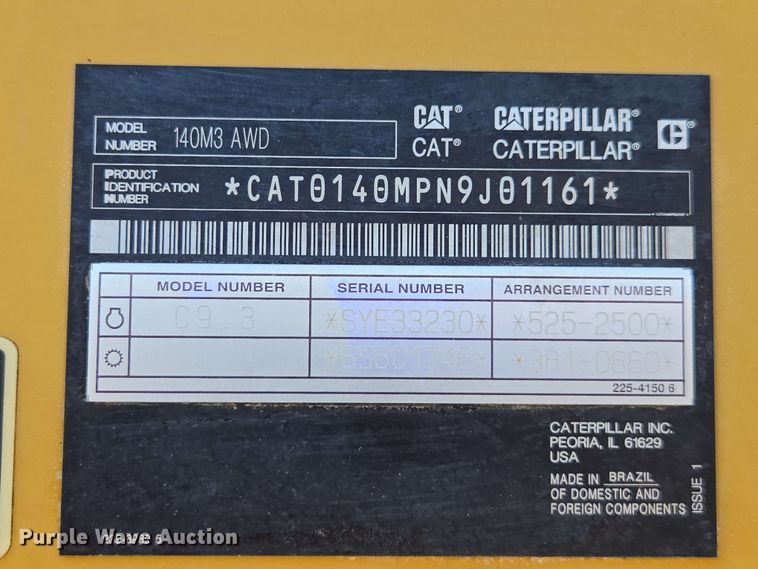 MODEL NUMBER 140M3 AWD
CAT® CATERPILLAR®
CAT® CATERPILLAR®
PRODUCT IDENTIFICATION NUMBER *CAT0140MPN9J01161*
MODEL NUMBER SERIAL NUMBER ARRANGEMENT NUMBER
C9.3 *SYE33230* *525-2500*
*381-0660*
225-4150 6
CATERPILLAR INC.
PEORIA, IL 61629
USA
MADE IN BRAZIL
OF DOMESTIC AND
FOREIGN COMPONENTS
ISSUE 1
Purple Wave Auction